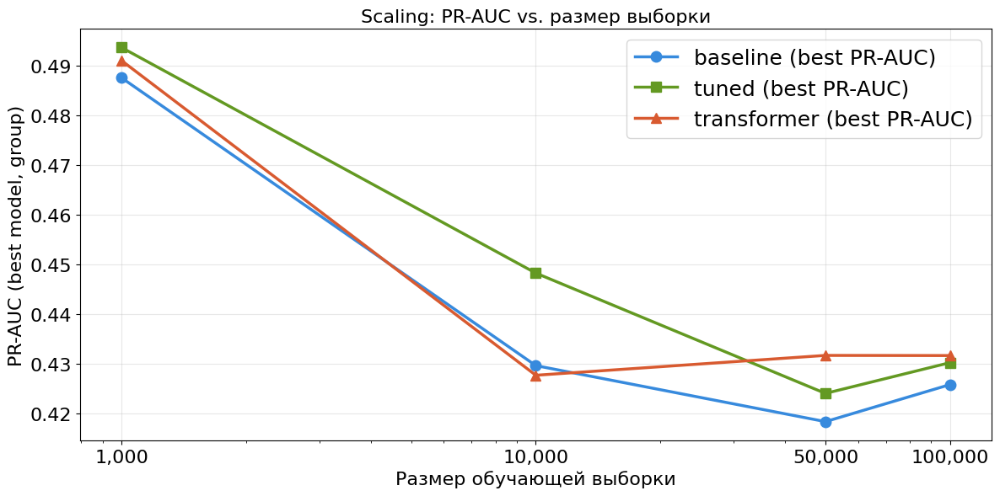 Scaling: PR-AUC vs. размер выборки
baseline (best PR-AUC)
tuned (best PR-AUC)
transformer (best PR-AUC)
PR-AUC (best model, group)
0.49
0.48
0.47
0.46
0.45
0.44
0.43
0.42
1,000
10,000
50,000
100,000
Размер обучающей выборки